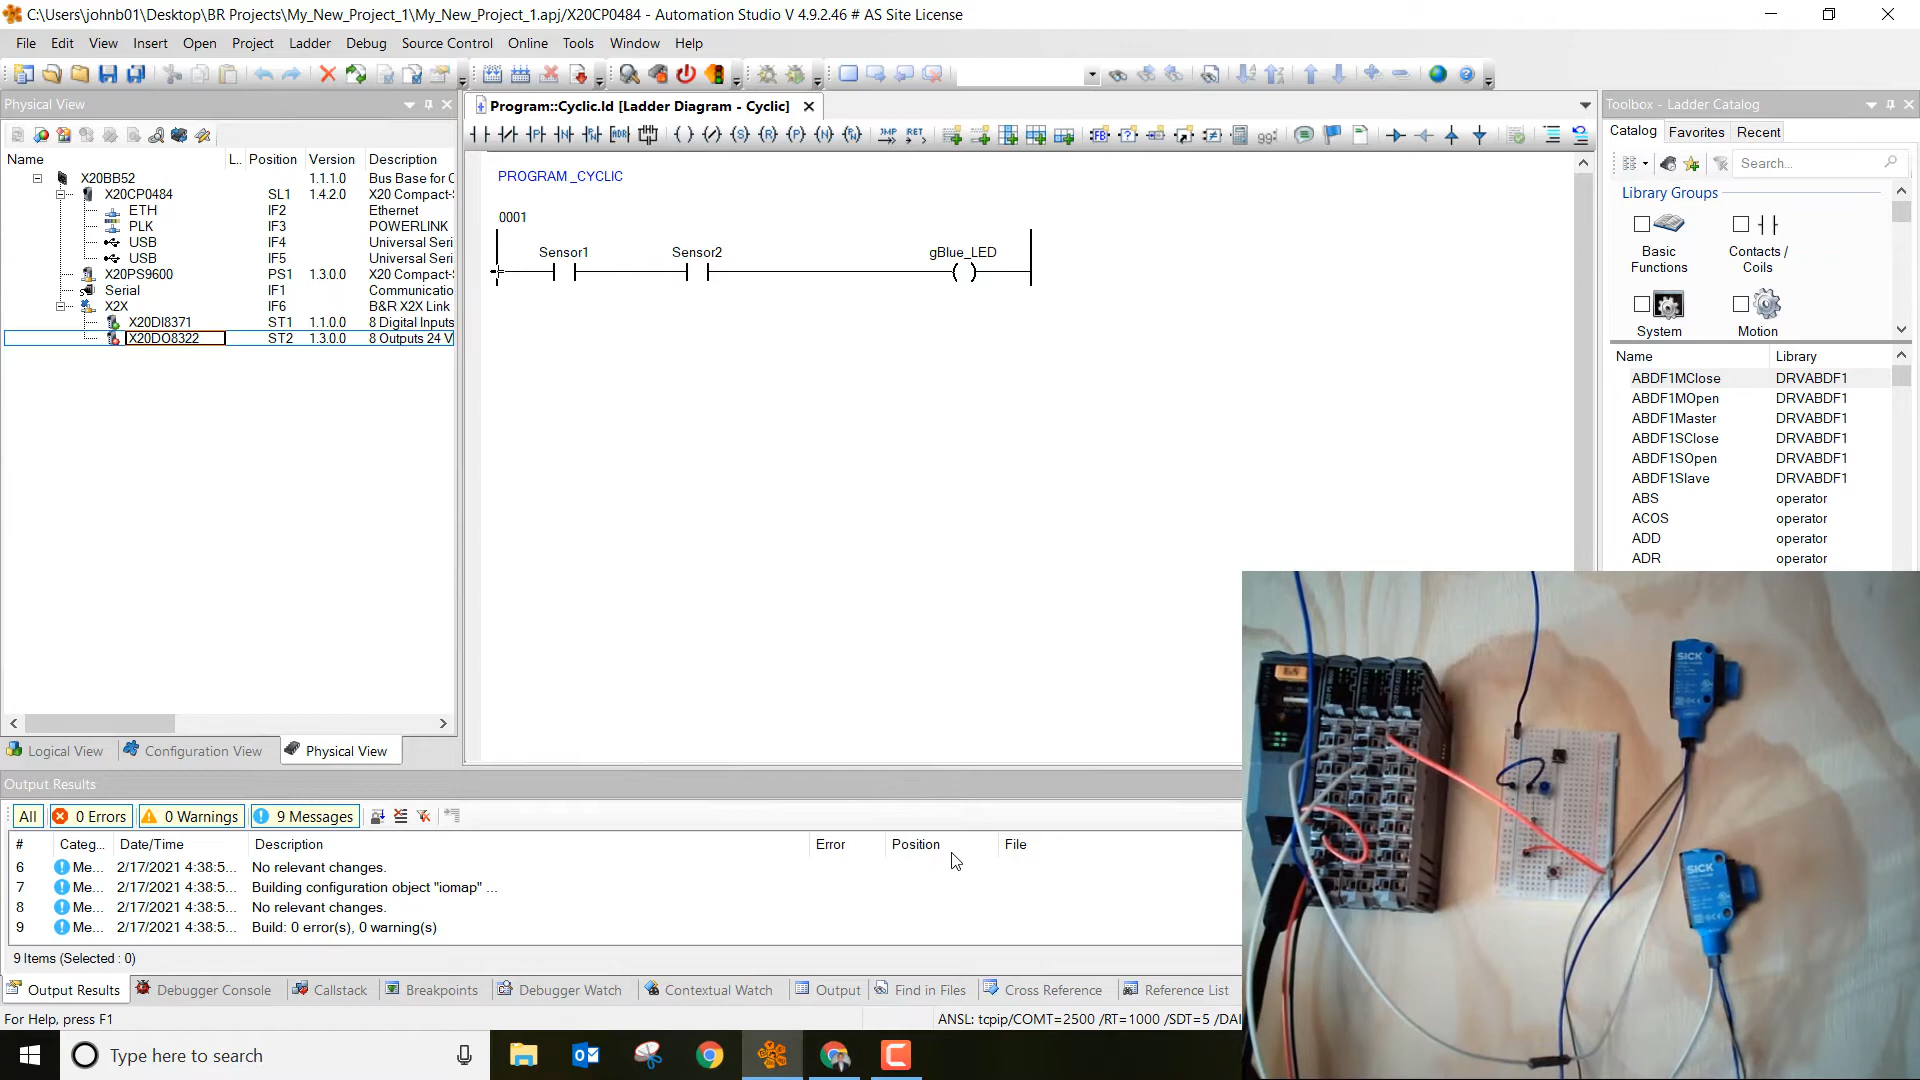 C:\Users\johnb01\Desktop\BR Projects\My_New_Project_1\My_New_Project_1.apj/X20CP0484 - Automation Studio V 4.9.2.46 # AS Site License
File Edit View Insert Open Project Ladder Debug Source Control Online Tools Window Help
Physical View
Name L.. Position Version Description
X20BB52 1.1.1.0 Bus Base for C
X20CP0484 SL1 1.4.2.0 X20 Compact-
ETH IF2 Ethernet
PLK IF3 POWERLINK
USB IF4 Universal Seri
USB IF5 Universal Seri
X20PS9600 PS1 1.3.0.0 X20 Compact-
Serial IF1 Communicatio
X2X IF6 B&R X2X Link
X20DI8371 ST1 1.1.0.0 8 Digital Inputs
X20DO8322 ST2 1.3.0.0 8 Outputs 24 V
Logical View Configuration View Physical View
Program::Cyclic.ld [Ladder Diagram - Cyclic]
PROGRAM_CYCLIC
0001
Sensor1 Sensor2 gBlue_LED
Toolbox - Ladder Catalog
Catalog Favorites Recent
Search...
Library Groups
Basic Functions
Contacts / Coils
System Motion
Name Library
ABDF1MClose DRVABDF1
ABDF1MOpen DRVABDF1
ABDF1Master DRVABDF1
ABDF1SClose DRVABDF1
ABDF1SOpen DRVABDF1
ABDF1Slave DRVABDF1
ABS operator
ACOS operator
ADD operator
ADR operator
SICK
SICK
Output Results
All 0 Errors 0 Warnings 9 Messages
# Categ... Date/Time Description Error Position File
6 Me... 2/17/2021 4:38:5... No relevant changes.
7 Me... 2/17/2021 4:38:5... Building configuration object "iomap" ...
8 Me... 2/17/2021 4:38:5... No relevant changes.
9 Me... 2/17/2021 4:38:5... Build: 0 error(s), 0 warning(s)
9 Items (Selected : 0)
Output Results Debugger Console Callstack Breakpoints Debugger Watch Contextual Watch Output Find in Files Cross Reference Reference List
For Help, press F1
ANSL: tcpip/COMT=2500 /RT=1000 /SDT=5 /DAI
Type here to search